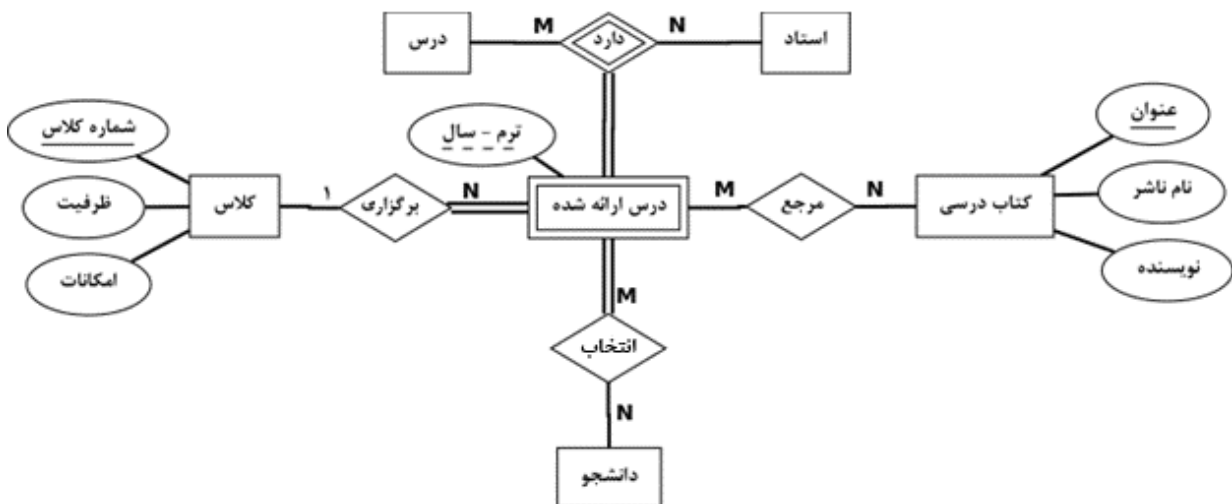 درس
M
دارد
N
استاد
شماره کلاس
ترم - سال
عنوان
ظرفیت
کلاس
۱
برگزاری
N
درس ارائه شده
M
مرجع
N
کتاب درسی
نام ناشر
امکانات
نویسنده
M
انتخاب
N
دانشجو